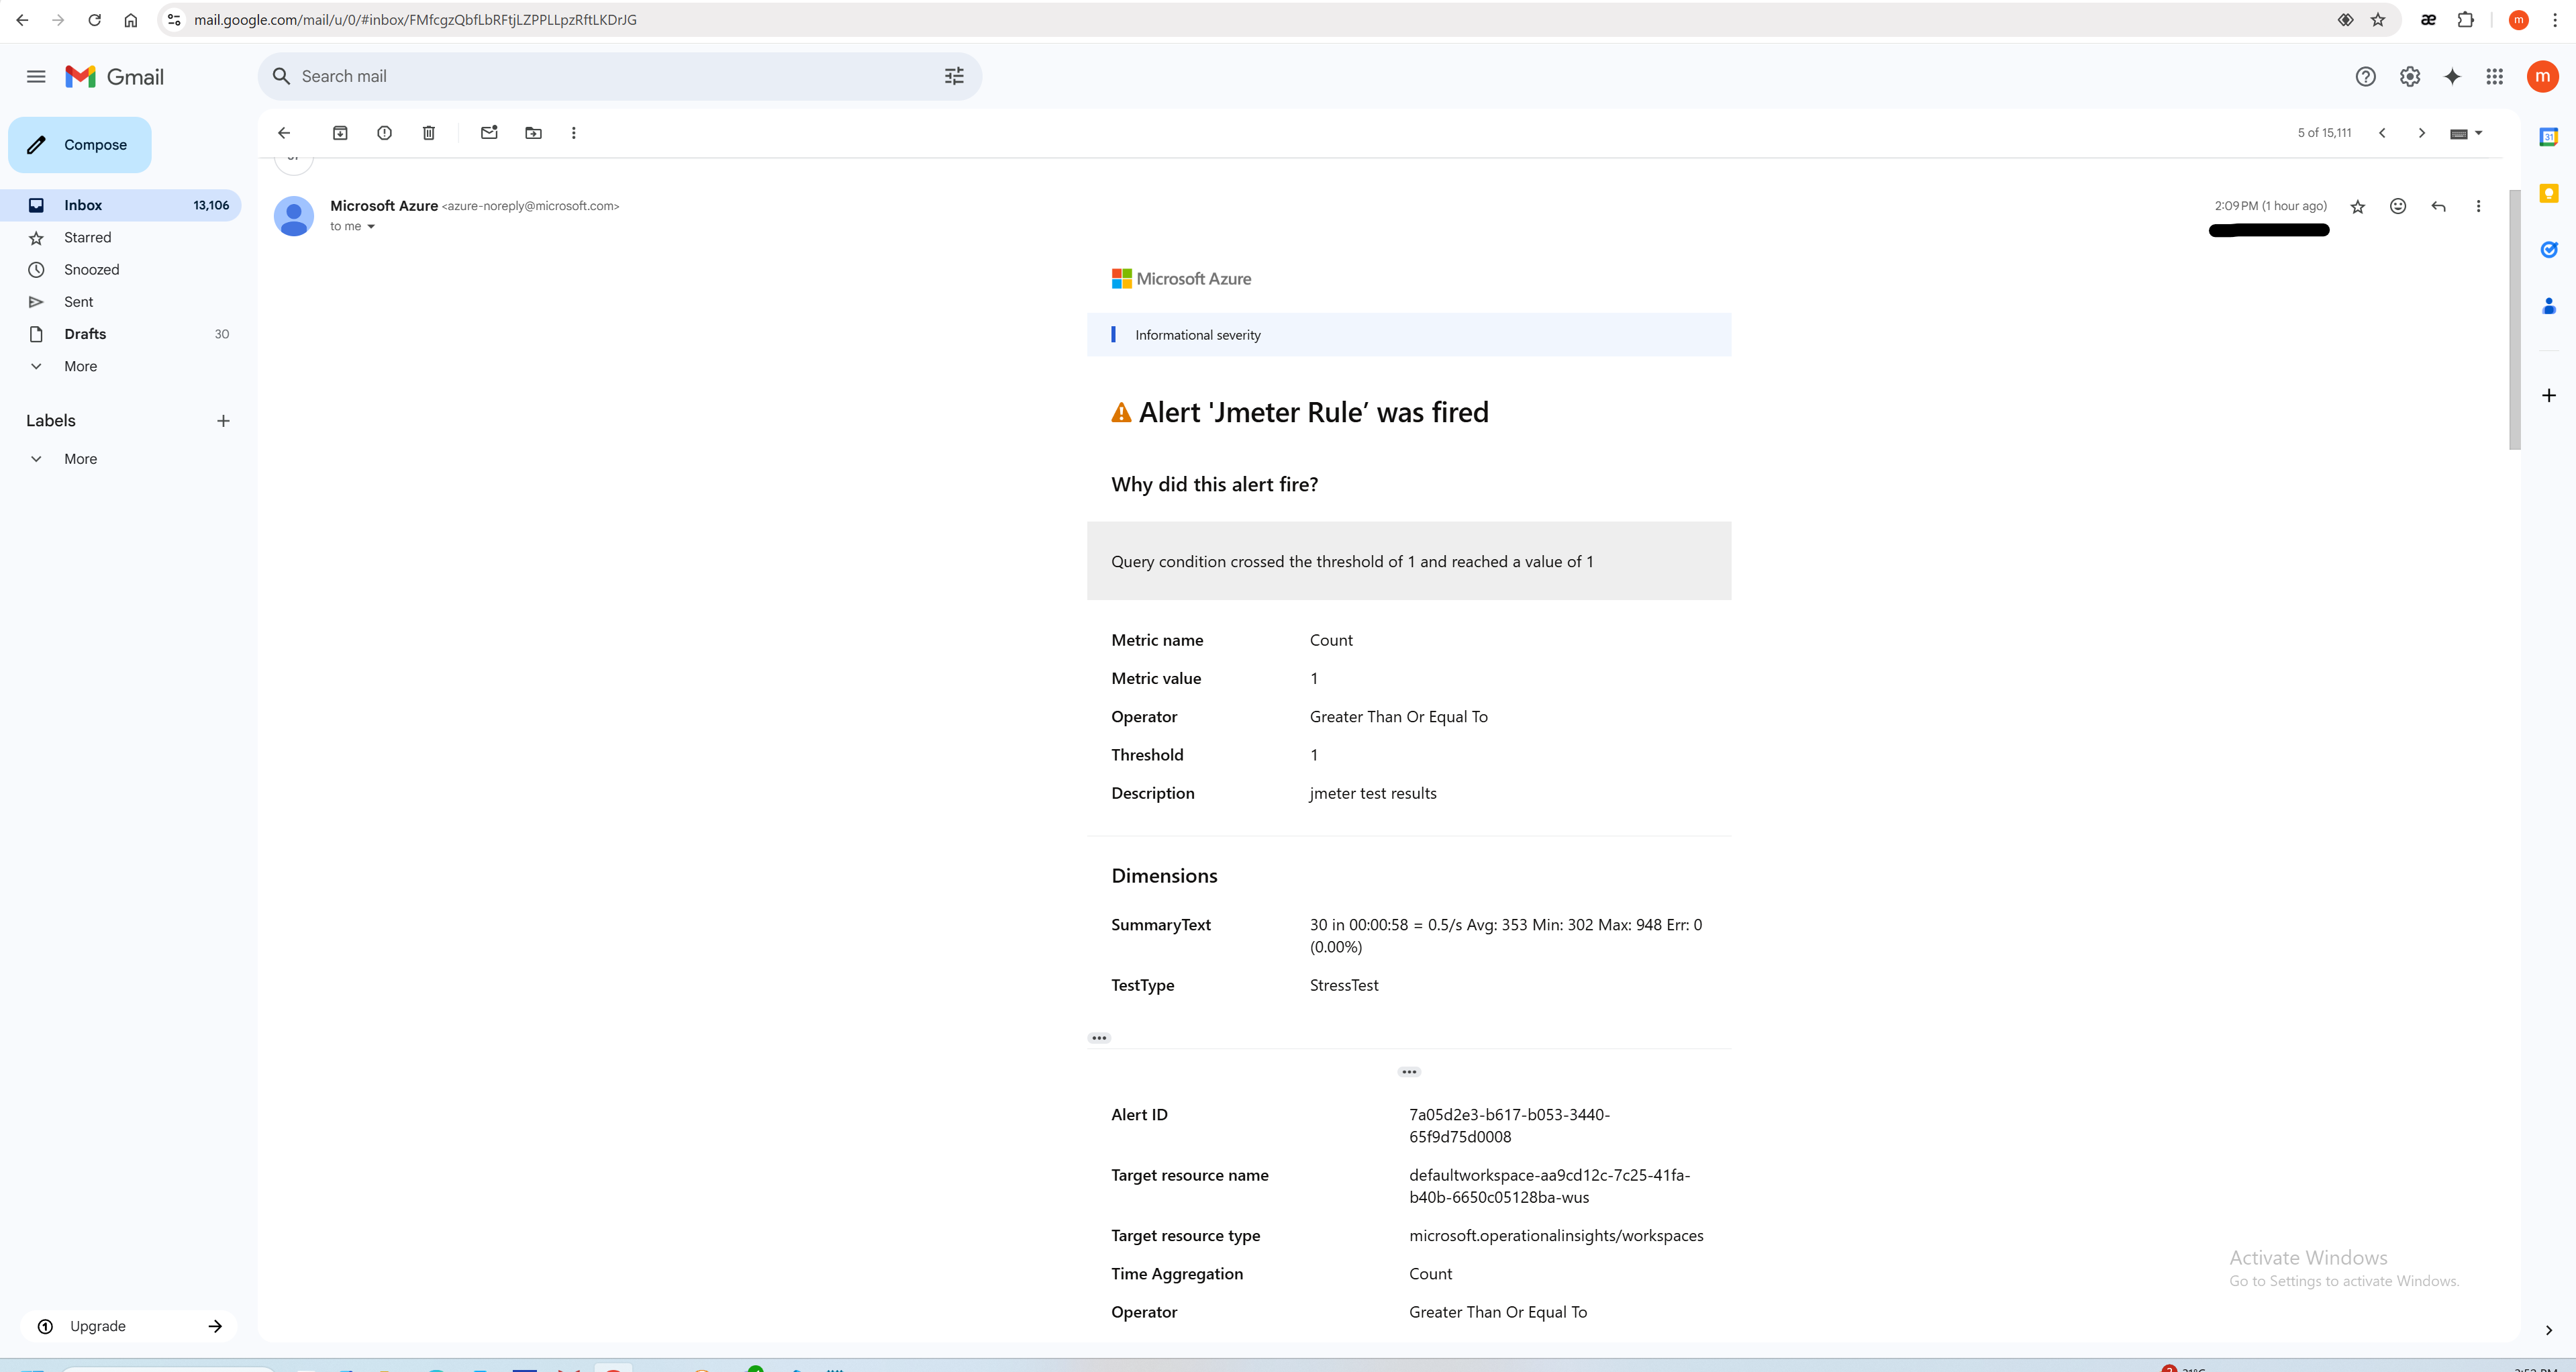 mail.google.com/mail/u/0/#inbox/FMfcgzQbfLbRFtjLZPPLLpzRftLKDrJG
æ
m
Gmail
Search mail
m
Compose
5 of 15,111
31
Inbox 13,106
Starred
Snoozed
Sent
Drafts 30
More
Labels
More
Upgrade
Microsoft Azure <azure-noreply@microsoft.com>
to me
2:09 PM (1 hour ago)
Microsoft Azure
Informational severity
Alert 'Jmeter Rule’ was fired
Why did this alert fire?
Query condition crossed the threshold of 1 and reached a value of 1
Metric name Count
Metric value 1
Operator Greater Than Or Equal To
Threshold 1
Description jmeter test results
Dimensions
SummaryText 30 in 00:00:58 = 0.5/s Avg: 353 Min: 302 Max: 948 Err: 0
(0.00%)
TestType StressTest
Alert ID 7a05d2e3-b617-b053-3440-
65f9d75d0008
Target resource name defaultworkspace-aa9cd12c-7c25-41fa-
b40b-6650c05128ba-wus
Target resource type microsoft.operationalinsights/workspaces
Time Aggregation Count
Operator Greater Than Or Equal To
Activate Windows
Go to Settings to activate Windows.